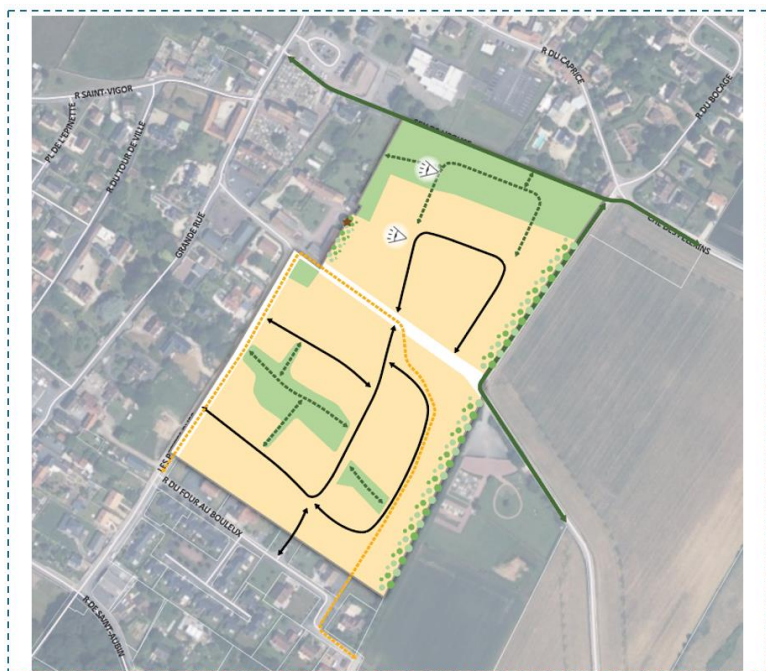 R DU CAPRICE
R SAINT-VIGOR
R DU BOCAGE
PL DE L'EPINETTE
R DU TOUR DE VILLE
GRANDE RUE
CHE DES PELERINS
R DU FOUR AU BOULEUX
R DE SAINT-AUBIN